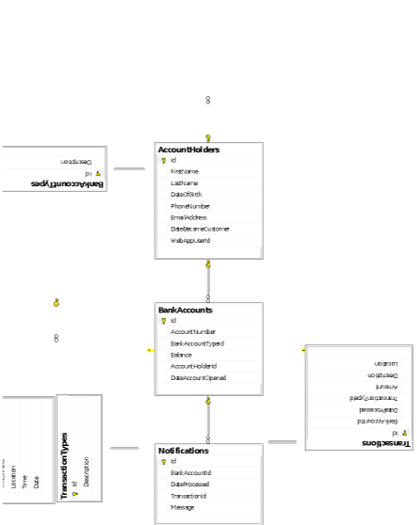 AccountHolders
Id
FirstName
LastName
DateOfBirth
PhoneNumber
EmailAddress
DateBecameCustomer
WebAppUserId
BankAccountTypes
Id
Description
BankAccounts
Id
AccountNumber
BankAccountTypeId
Balance
AccountHolderId
DateAccountOpened
Transactions
Id
BankAccountId
DateProcessed
TransactionTypeId
Amount
Description
Location
Location
Time
Date
TransactionTypes
Id
Description
Notifications
Id
BankAccountId
DateProcessed
TransactionId
Message